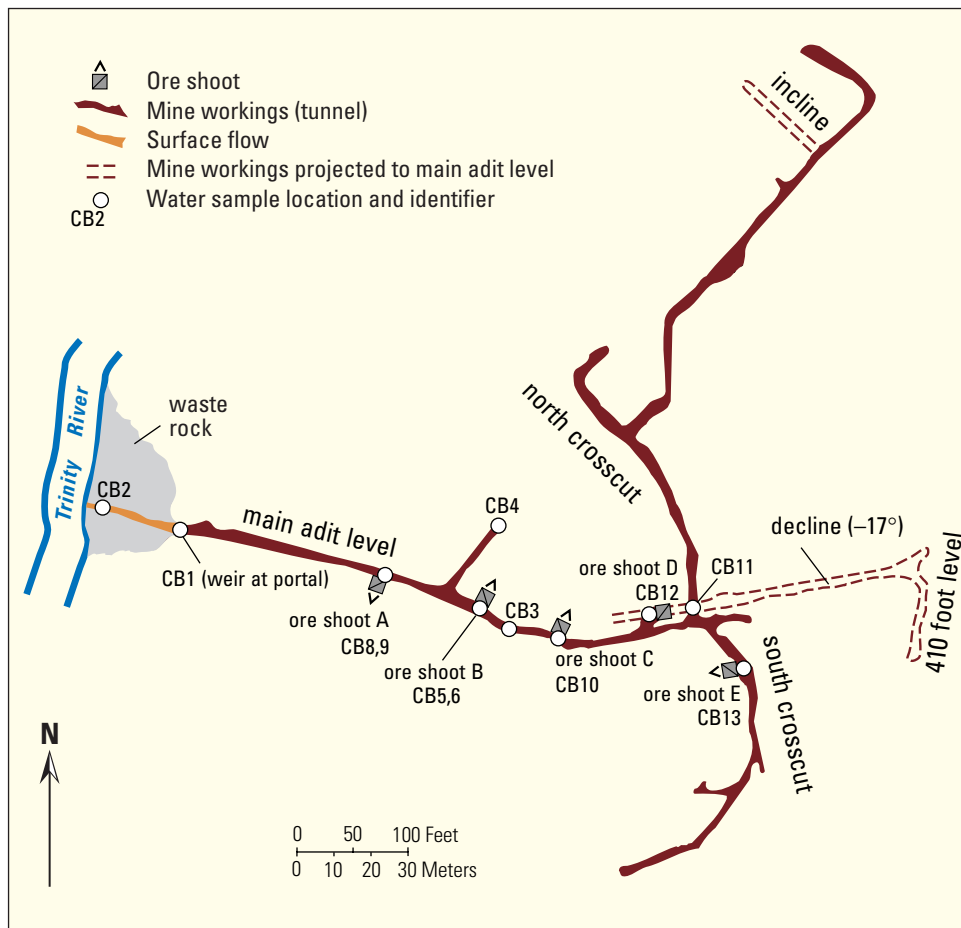 Ore shoot
Mine workings (tunnel)
Surface flow
Mine workings projected to main adit level
Water sample location and identifier
CB2
incline
north crosscut
waste
rock
Trinity River
CB2
main adit level
CB4
CB1 (weir at portal)
decline (–17°)
ore shoot D
CB12
CB11
CB3
ore shoot A
CB8,9
ore shoot B
CB5,6
ore shoot C
CB10
ore shoot E
CB13
south crosscut
410 foot level
N
0 50 100 Feet
0 10 20 30 Meters